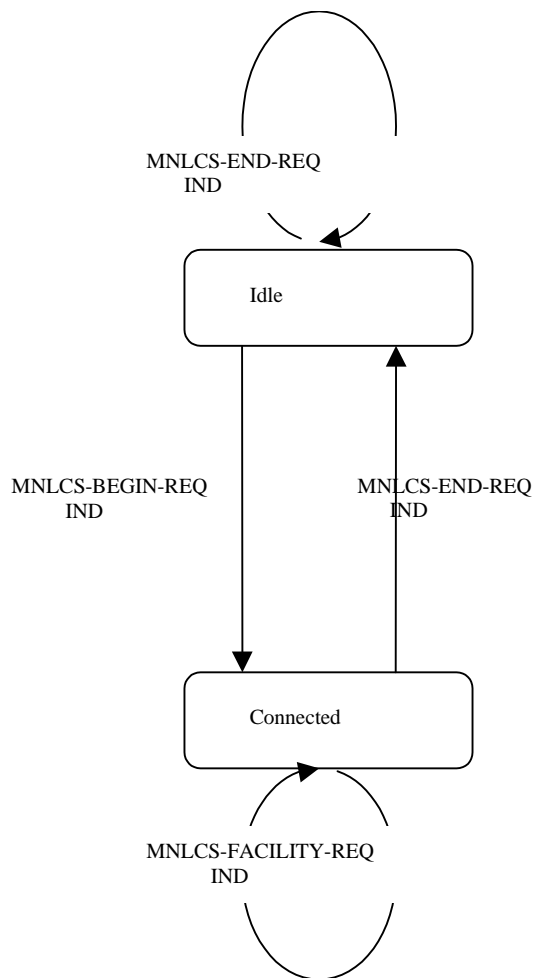 MNLCS-END-REQ
IND
Idle
MNLCS-BEGIN-REQ
IND
MNLCS-END-REQ
IND
Connected
MNLCS-FACILITY-REQ
IND